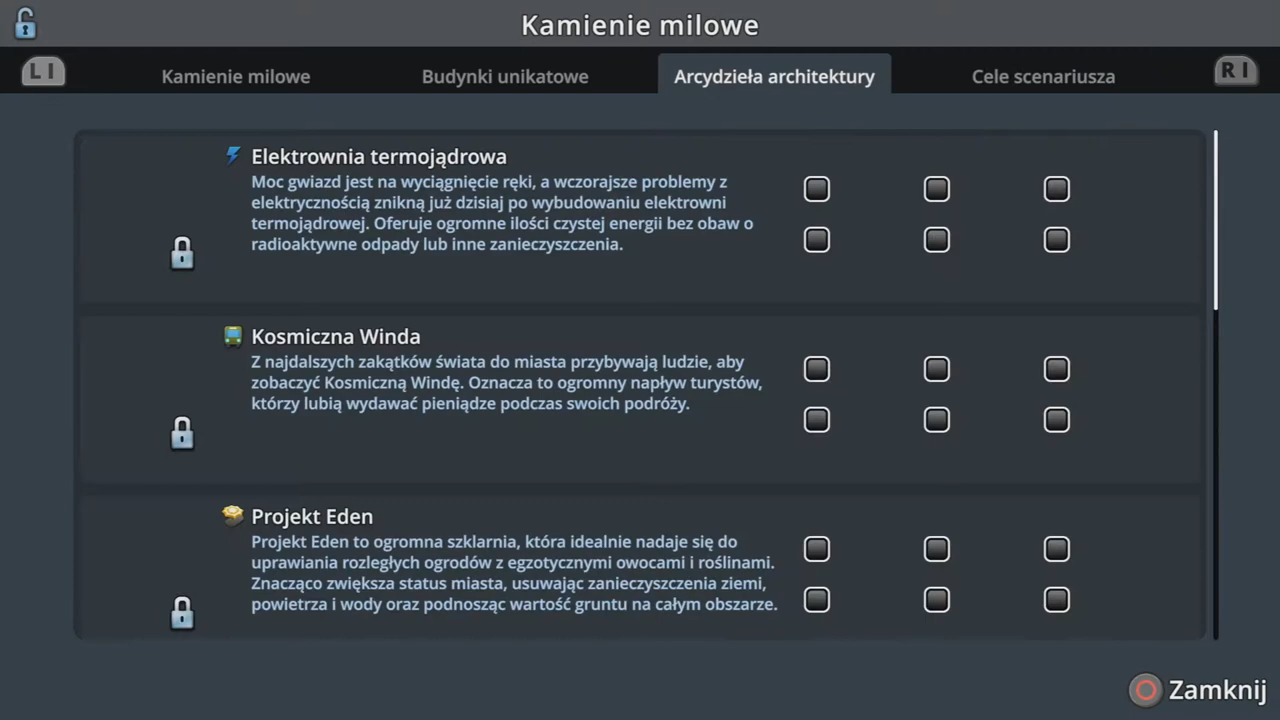 Kamienie milowe
L1
Kamienie milowe
Budynki unikatowe
Arcydzieła architektury
Cele scenariusza
R1
Elektrownia termojądrowa
Moc gwiazd jest na wyciągnięcie ręki, a wczorajsze problemy z
elektrycznością znikną już dzisiaj po wybudowaniu elektrowni
termojądrowej. Oferuje ogromne ilości czystej energii bez obaw o
radioaktywne odpady lub inne zanieczyszczenia.
Kosmiczna Winda
Z najdalszych zakątków świata do miasta przybywają ludzie, aby
zobaczyć Kosmiczną Windę. Oznacza to ogromny napływ turystów,
którzy lubią wydawać pieniądze podczas swoich podróży.
Projekt Eden
Projekt Eden to ogromna szklarnia, która idealnie nadaje się do
uprawiania rozległych ogrodów z egzotycznymi owocami i roślinami.
Znacząco zwiększa status miasta, usuwając zanieczyszczenia ziemi,
powietrza i wody oraz podnosząc wartość gruntu na całym obszarze.
Zamknij